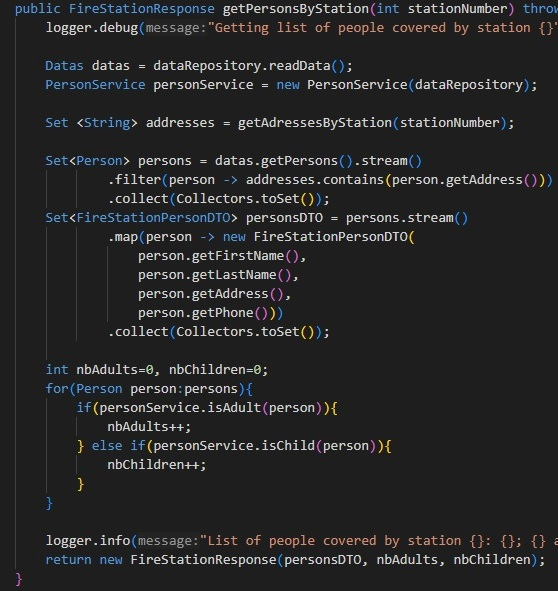 public FireStationResponse getPersonsByStation(int stationNumber) throw
logger.debug(message:"Getting list of people covered by station {}"
Datas datas = dataRepository.readData();
PersonService personService = new PersonService(dataRepository);
Set <String> addresses = getAdressesByStation(stationNumber);
Set<Person> persons = datas.getPersons().stream()
.filter(person -> addresses.contains(person.getAddress()))
.collect(Collectors.toSet());
Set<FireStationPersonDTO> personsDTO = persons.stream()
.map(person -> new FireStationPersonDTO(
person.getFirstName(),
person.getLastName(),
person.getAddress(),
person.getPhone()))
.collect(Collectors.toSet());
int nbAdults=0, nbChildren=0;
for(Person person:persons){
if(personService.isAdult(person)){
nbAdults++;
} else if(personService.isChild(person)){
nbChildren++;
}
}
logger.info(message:"List of people covered by station {}: {}; {} a
return new FireStationResponse(personsDTO, nbAdults, nbChildren);
}